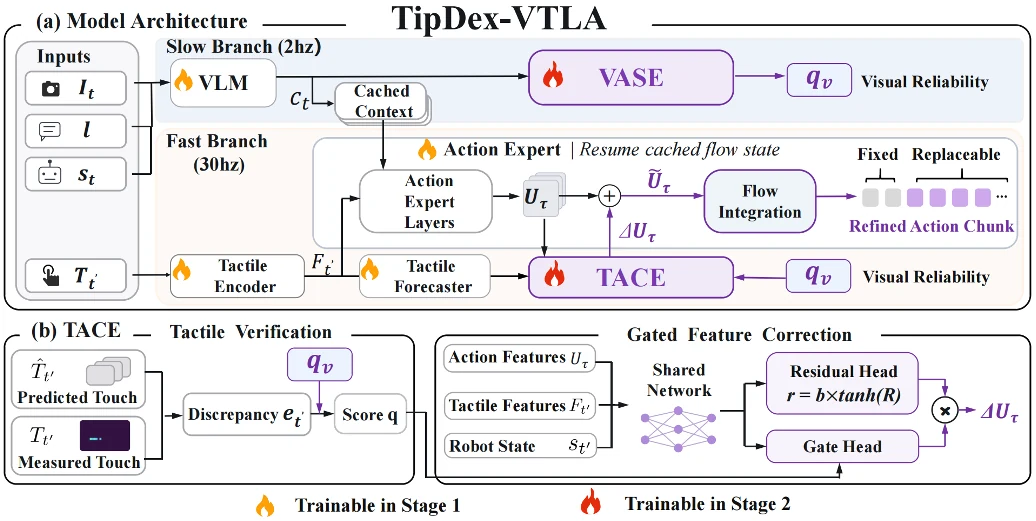 TipDex-VTLA
(a) Model Architecture
Inputs
I_t
l
s_t
T_t'
Slow Branch (2hz)
VLM
c_t
Cached
Context
VASE
q_v
Visual Reliability
Fast Branch
(30hz)
Action Expert | Resume cached flow state
Action
Expert
Layers
U_τ
+
Ũ_τ
ΔU_τ
Flow
Integration
Fixed
Replaceable
...
Refined Action Chunk
Tactile
Encoder
F_t'
Tactile
Forecaster
TACE
q_v
Visual Reliability
(b) TACE
Tactile Verification
T̂_t'
Predicted Touch
T_t'
Measured Touch
Discrepancy e_t'
q_v
Score q
Gated Feature Correction
Action Features U_τ
Tactile Features F_t'
Robot State s_t'
Shared
Network
Residual Head
r = b×tanh(R)
Gate Head
×
ΔU_τ
Trainable in Stage 1
Trainable in Stage 2